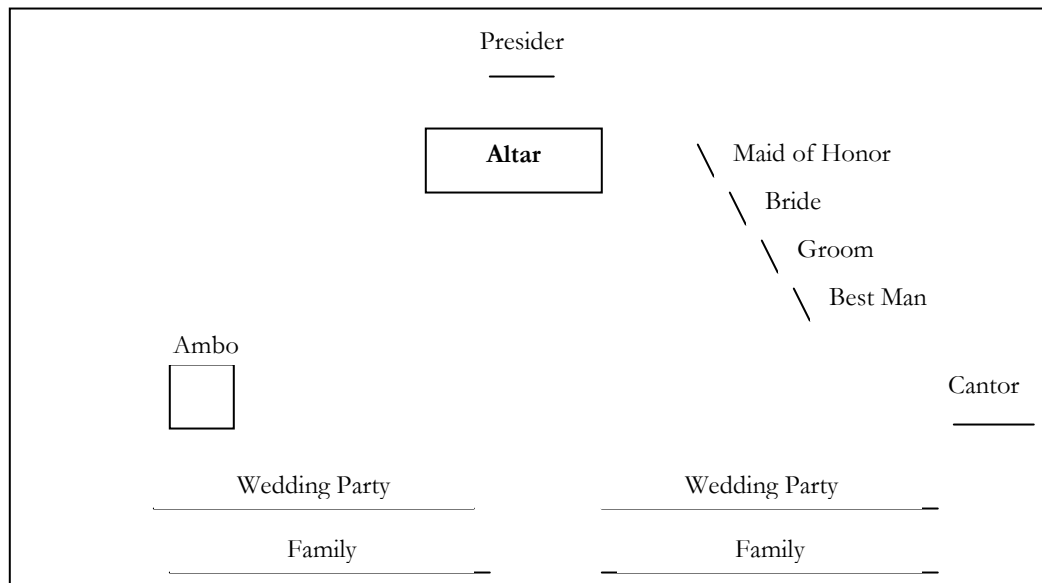 Presider
Altar
Maid of Honor
Bride
Groom
Best Man
Ambo
Cantor
Wedding Party Wedding Party
Family Family